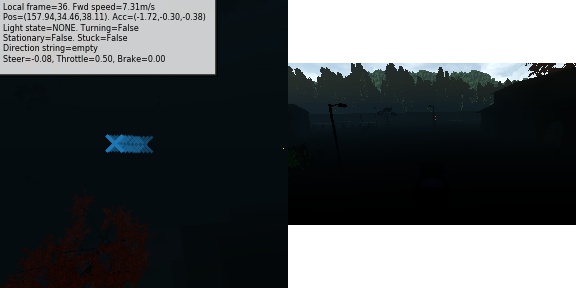 Local frame=36. Fwd speed=7.31m/s
Pos=(157.94,34.46,38.11). Acc=(-1.72,-0.30,-0.38)
Light state=NONE. Turning=False
Stationary=False. Stuck=False
Direction string=empty
Steer=-0.08, Throttle=0.50, Brake=0.00